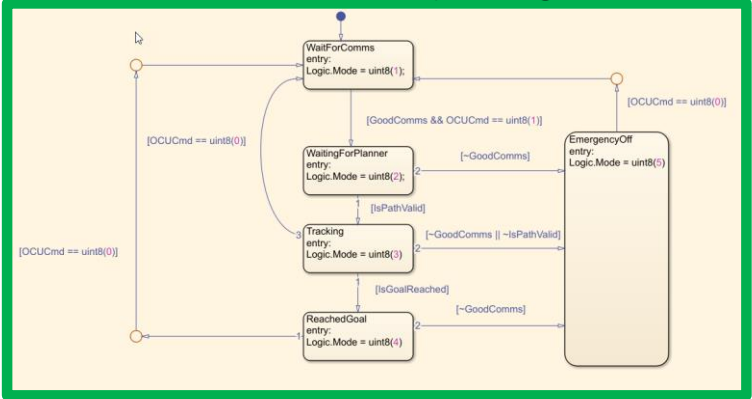 WaitForComms
entry:
Logic.Mode = uint8(1);
[OCUCmd == uint8(0)]
[GoodComms && OCUCmd == uint8(1)]
[OCUCmd == uint8(0)]
WaitingForPlanner
entry:
Logic.Mode = uint8(2);
2
[~GoodComms]
EmergencyOff
entry:
Logic.Mode = uint8(5)
1
[IsPathValid]
Tracking
entry:
Logic.Mode = uint8(3)
3
2
[~GoodComms || ~IsPathValid]
[OCUCmd == uint8(0)]
1
[IsGoalReached]
ReachedGoal
entry:
Logic.Mode = uint8(4)
1
2
[~GoodComms]